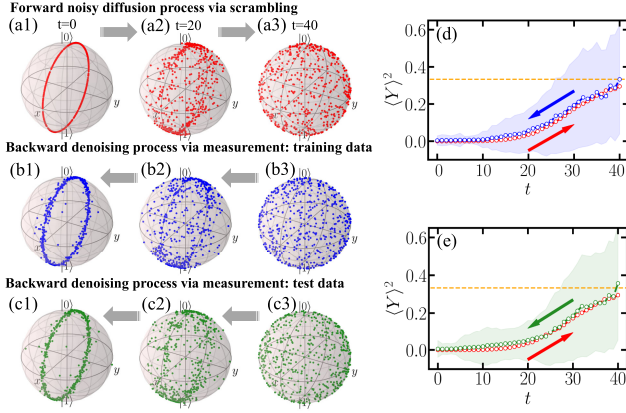 Forward noisy diffusion process via scrambling
(a1) t=0 (a2) t=20 (a3) t=40
|0⟩ |0⟩ |0⟩
x y x y x y
|1⟩ |1⟩ |1⟩
Backward denoising process via measurement: training data
(b1) (b2) (b3)
|0⟩ |0⟩ |0⟩
x y x y x y
|1⟩ |1⟩ |1⟩
Backward denoising process via measurement: test data
(c1) (c2) (c3)
|0⟩ |0⟩ |0⟩
x y x y x y
|1⟩ |1⟩ |1⟩
(d)
⟨Y⟩²
0.6
0.4
0.2
0.0
0 10 20 30 40
t
(e)
⟨Y⟩²
0.6
0.4
0.2
0.0
0 10 20 30 40
t